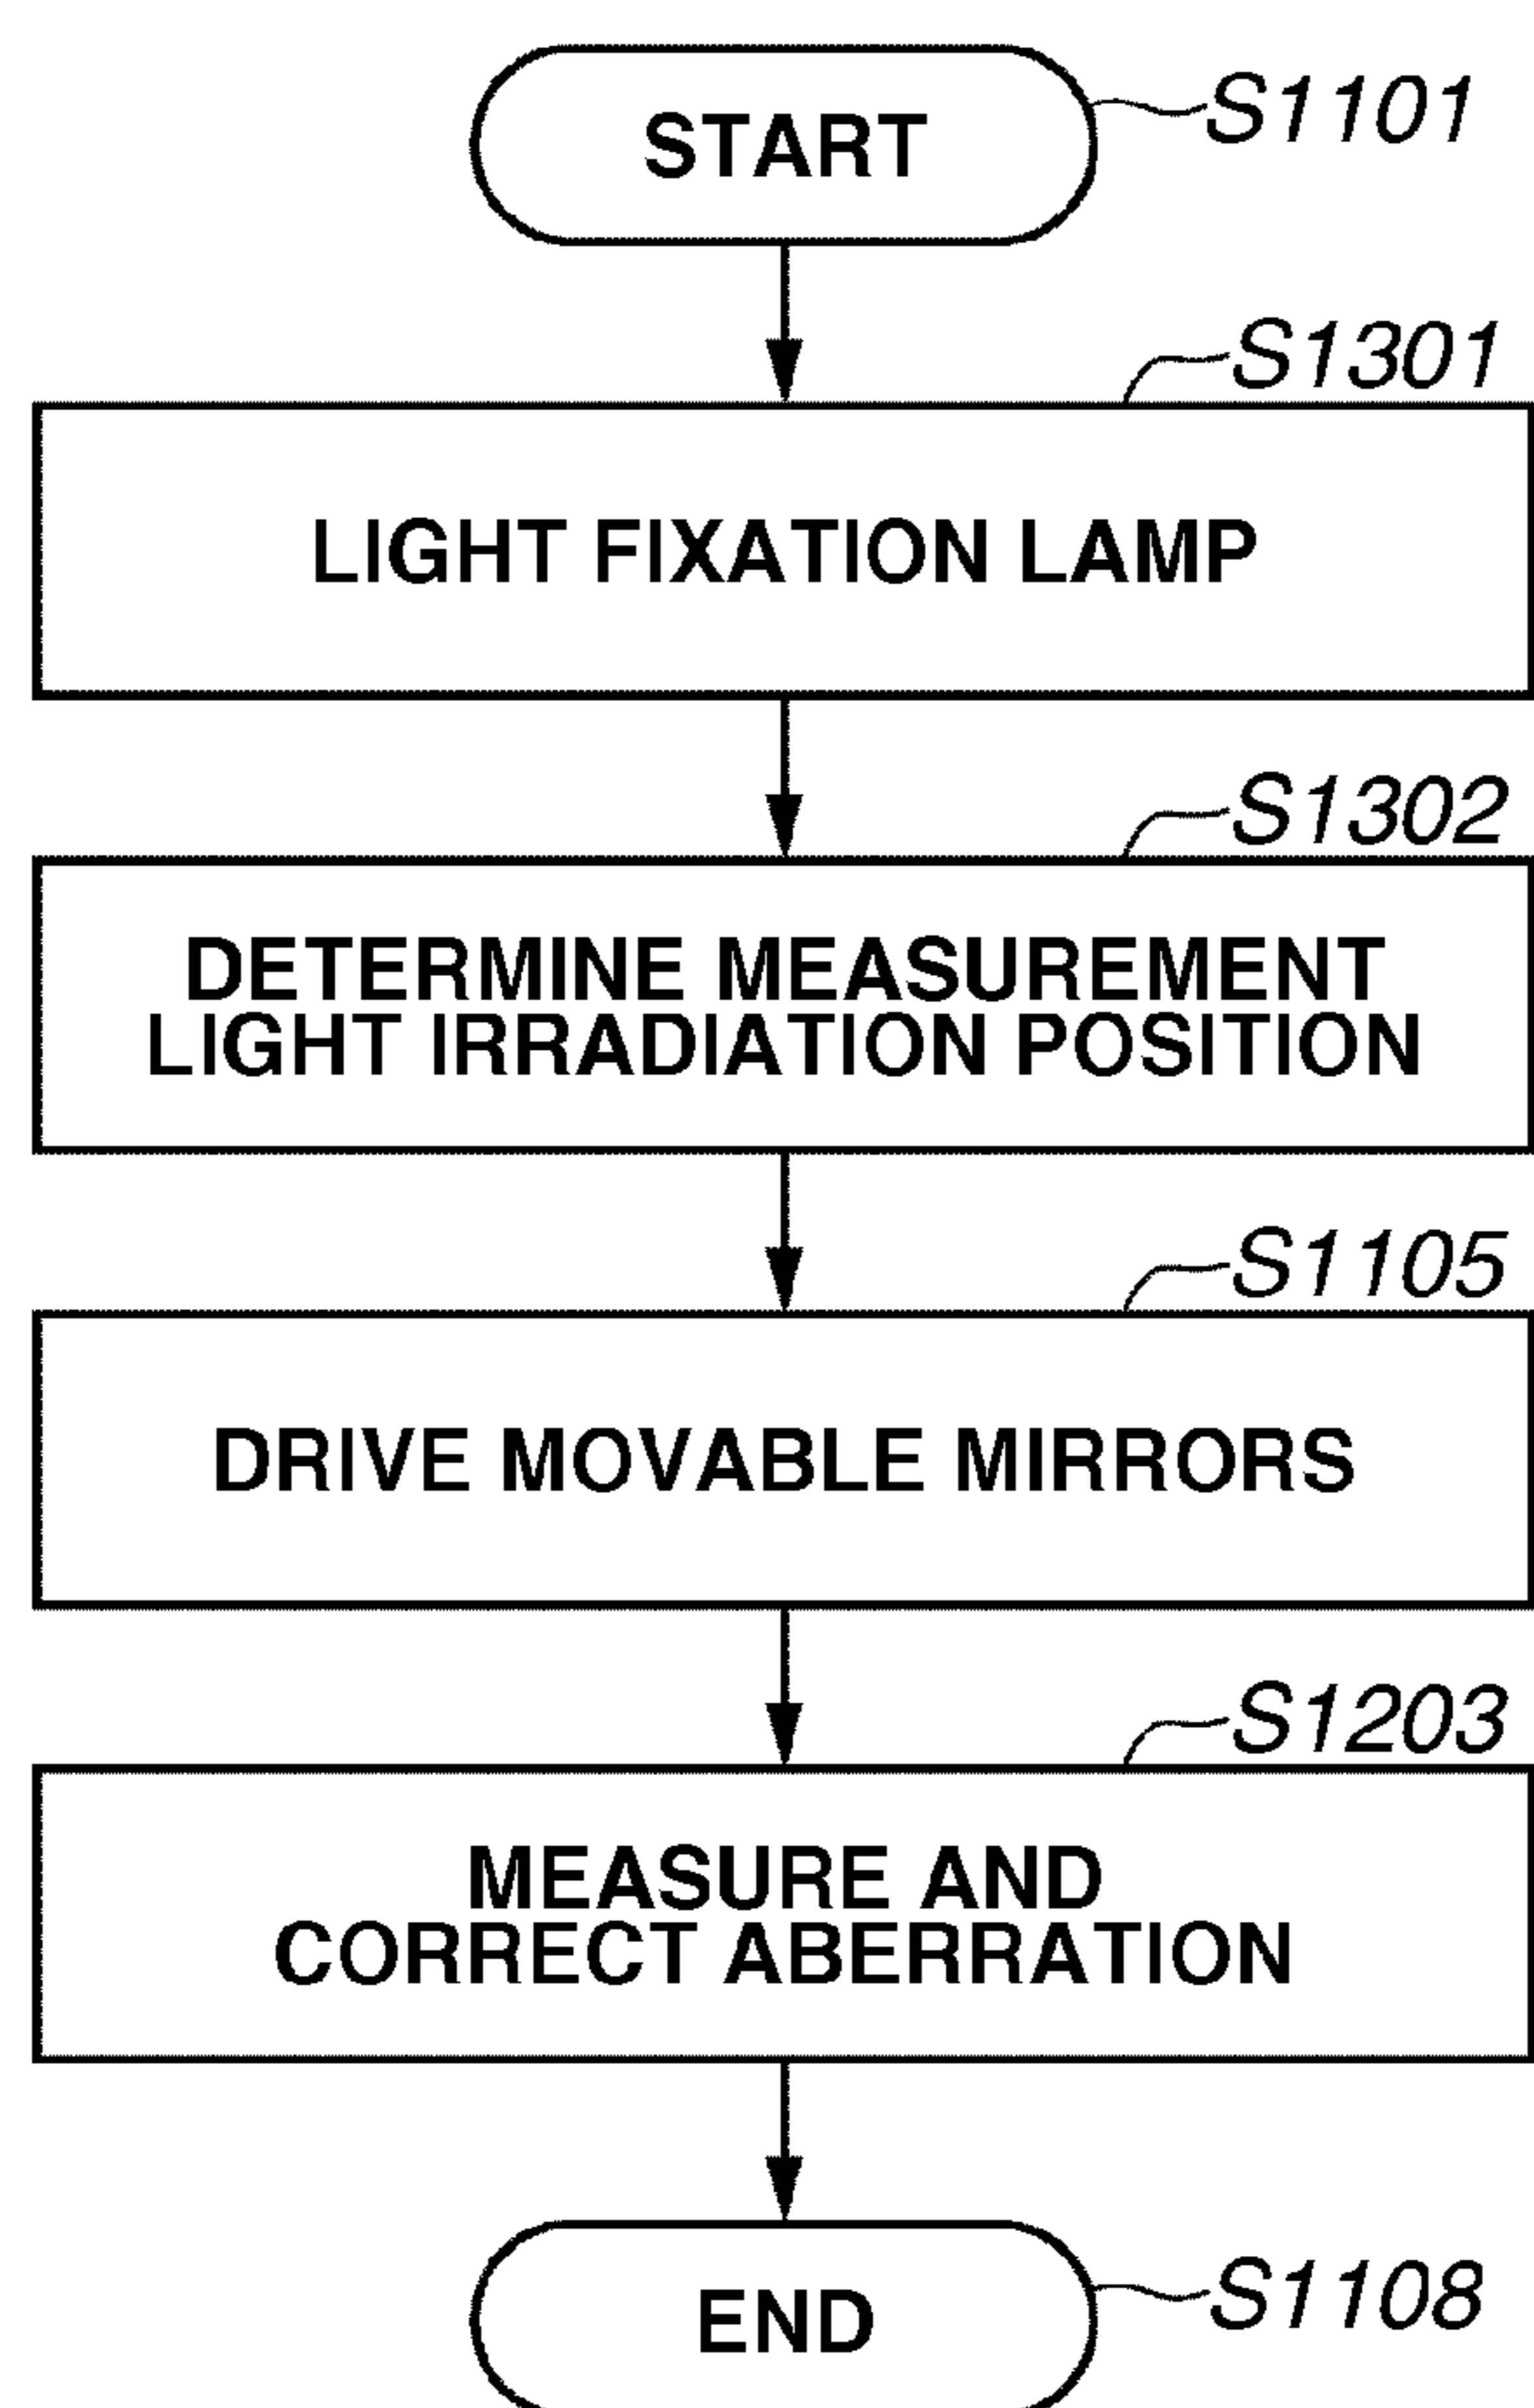 START
S1101
S1301
LIGHT FIXATION LAMP
S1302
DETERMINE MEASUREMENT
LIGHT IRRADIATION POSITION
S1105
DRIVE MOVABLE MIRRORS
S1203
MEASURE AND
CORRECT ABERRATION
END
S1108